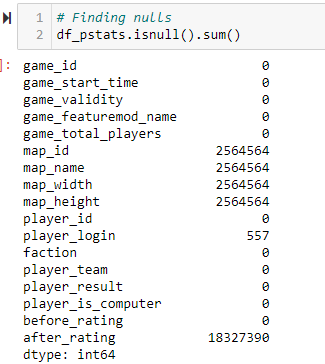 1 # Finding nulls
2 df_pstats.isnull().sum()
]:
game_id 0
game_start_time 0
game_validity 0
game_featuremod_name 0
game_total_players 0
map_id 2564564
map_name 2564564
map_width 2564564
map_height 2564564
player_id 0
player_login 557
faction 0
player_team 0
player_result 0
player_is_computer 0
before_rating 0
after_rating 18327390
dtype: int64